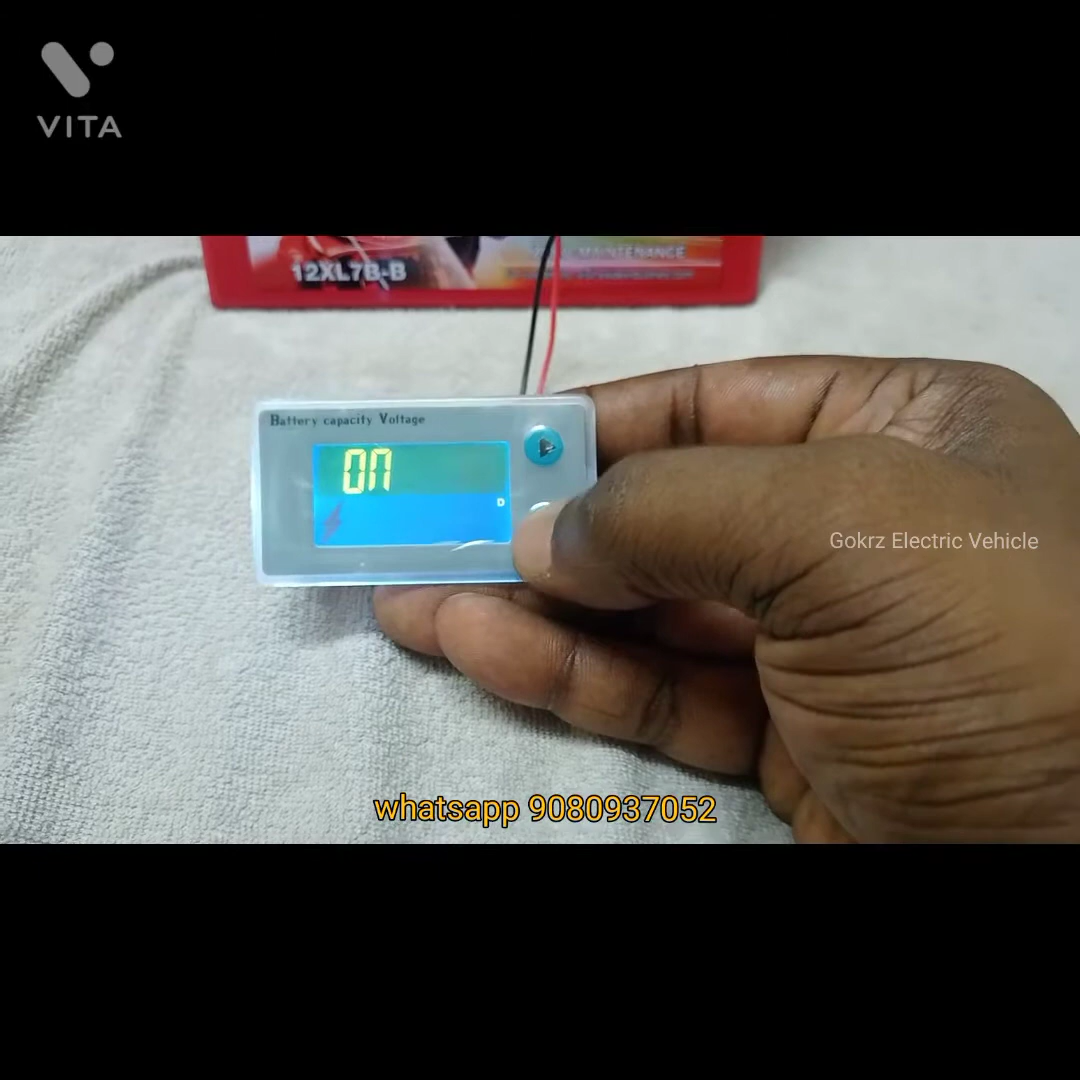 VITA
MAINTENANCE
12XL7B-B
Battery capacity Voltage
ON
D
Gokrz Electric Vehicle
whatsapp 9080937052